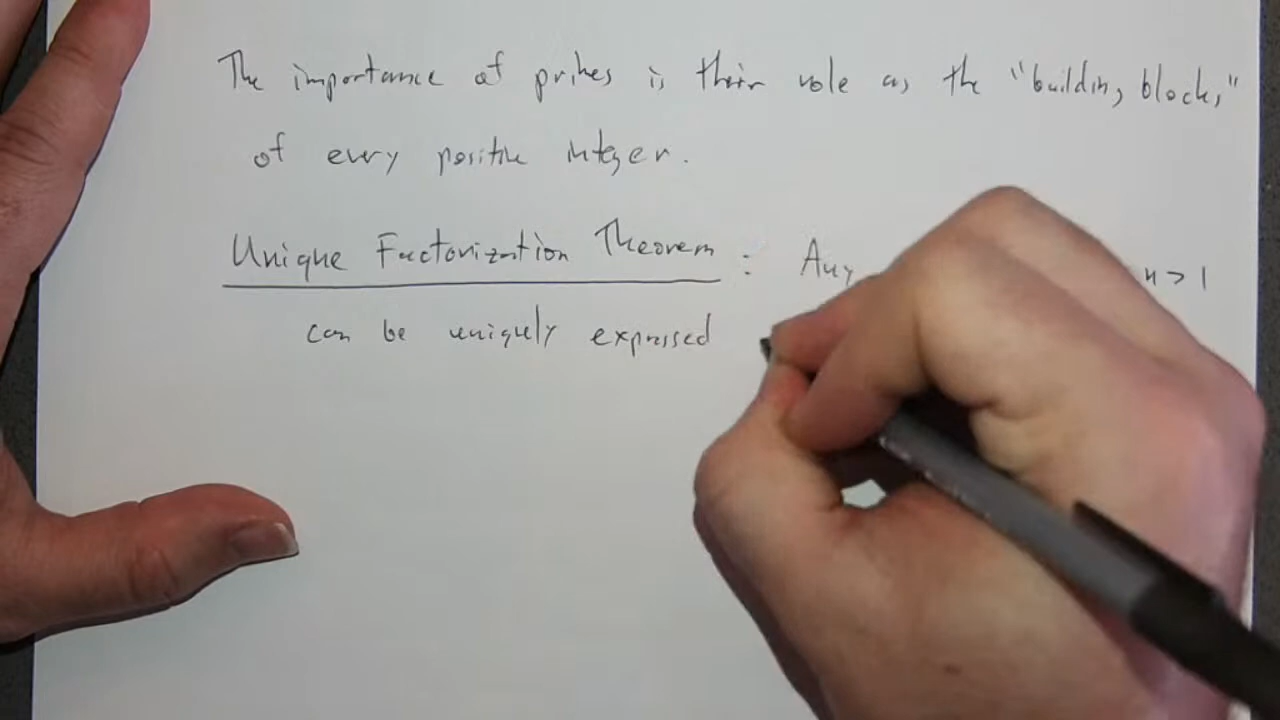 The importance of primes is their role as the "building blocks"
of every positive integer.
Unique Factorization Theorem : Any n > 1
can be uniquely expressed